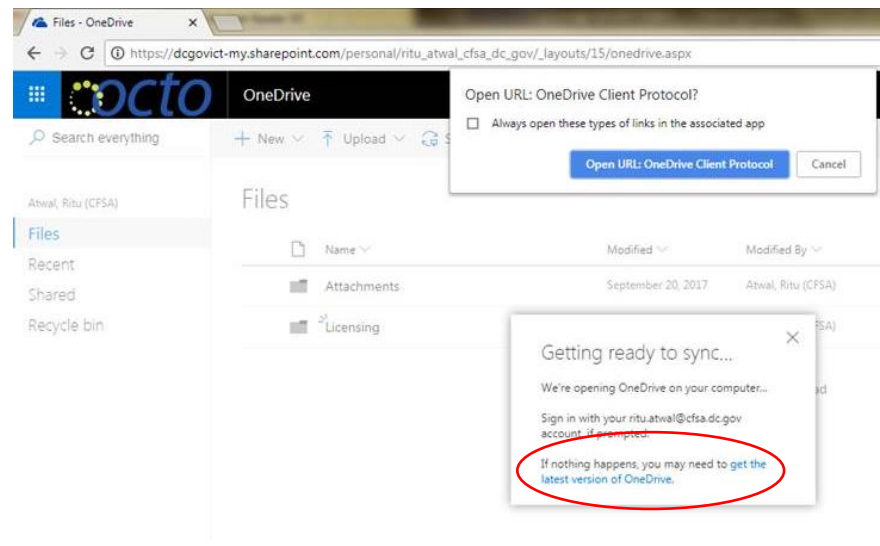 Files - OneDrive
https://dcgovict-my.sharepoint.com/personal/ritu_atwal_cfsa_dc_gov/_layouts/15/onedrive.aspx
octo
OneDrive
Open URL: OneDrive Client Protocol?
Always open these types of links in the associated app
Open URL: OneDrive Client Protocol
Cancel
Search everything
New
Upload
S
Atwal, Ritu (CFSA)
Files
Recent
Shared
Recycle bin
Files
Name Modified Modified By
Attachments September 20, 2017 Atwal, Ritu (CFSA)
Licensing FSA)
Getting ready to sync...
We're opening OneDrive on your computer...
ad
Sign in with your ritu.atwal@cfsa.dc.gov
account, if prompted.
If nothing happens, you may need to get the
latest version of OneDrive.